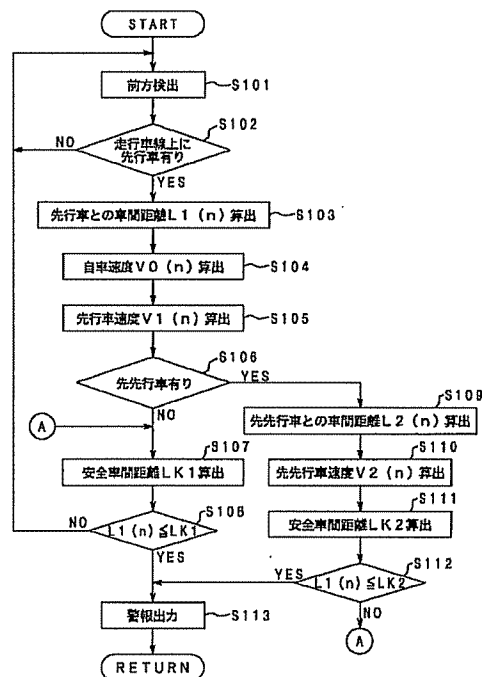 START
前方検出
S101
S102
NO
走行車線上に
先行車有り
YES
先行車との車間距離L1(n)算出
S103
自車速度V0(n)算出
S104
先行車速度V1(n)算出
S105
S106
先先行車有り
YES
NO
S109
A
先先行車との車間距離L2(n)算出
S107
S110
安全車間距離LK1算出
先先行車速度V2(n)算出
S108
S111
NO
L1(n)≦LK1
安全車間距離LK2算出
YES
S112
YES
L1(n)≦LK2
NO
S113
警報出力
A
RETURN